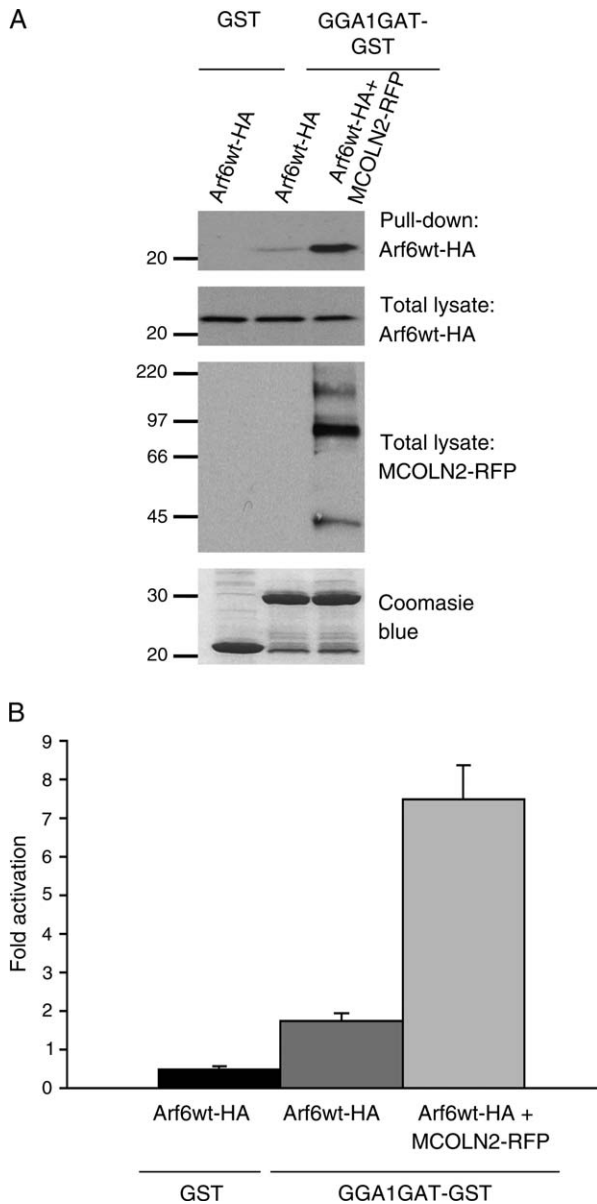 A
GST
GGA1GAT-
GST
Arf6wt-HA
Arf6wt-HA
Arf6wt-HA+
MCOLN2-RFP
Pull-down:
Arf6wt-HA
20
Total lysate:
Arf6wt-HA
20
220
97
66
45
Total lysate:
MCOLN2-RFP
30
20
Coomasie
blue
B
9
8
7
6
5
4
3
2
1
0
Fold activation
Arf6wt-HA
Arf6wt-HA
Arf6wt-HA +
MCOLN2-RFP
GST
GGA1GAT-GST